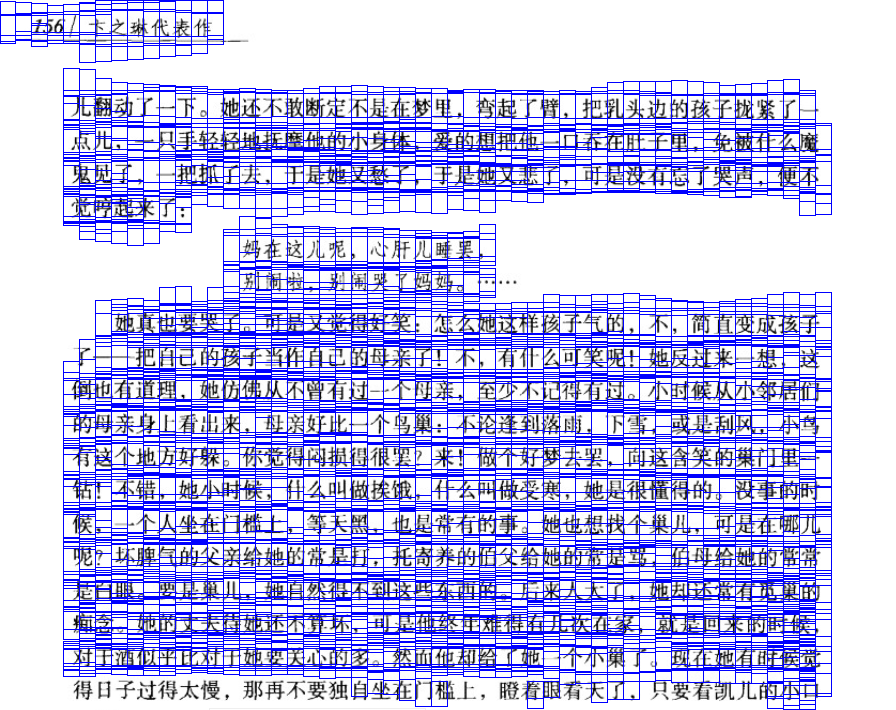 156 / 卞之琳代表作
儿翻动了一下。她还不敢断定不是在梦里，弯起了臂，把乳头边的孩子拢紧了一
点儿，一只手轻轻地抚摩他的小身体，爱的想把他一口吞在肚子里，免被什么魔
鬼见了，一把抓了去，于是她又愁了，于是她又悲了，可是没有忘了哭声，便不
觉哼起来了：
妈在这儿呢，心肝儿睡罢，
别闹啦，别闹哭了妈妈。……
她真也要哭了。可是又觉得好笑：怎么她这样孩子气的，不，简直变成孩子
了——把自己的孩子当作自己的母亲了！不，有什么可笑呢！她反过来一想，这
倒也有道理，她仿佛从不曾有过一个母亲，至少不记得有过。小时候从小邻居们
的母亲身上看出来，母亲好比一个鸟巢：不论逢到落雨，下雪，或是刮风，小鸟
有这个地方好躲。你觉得闷损得很罢？来！做个好梦去罢，向这含笑的巢门里一
钻！不错，她小时候，什么叫做挨饿，什么叫做受寒，她是很懂得的。没事的时
候，一个人坐在门槛上，等天黑，也是常有的事。她也想找个巢儿，可是在哪儿
呢？坏脾气的父亲给她的常是打，托寄养的伯父给她的常是骂，伯母给她的常常
是白眼。要是巢儿，她自然得不到这些东西的。后来人大了，她却还常有觅巢的
痴念。她的丈夫待她还不算坏，可是他终年难得有几次在家，就是回来的时候，
对于酒似乎比对于她要关心的多。然而他却给了她一个小巢了。现在她有时候觉
得日子过得太慢，那再不要独自坐在门槛上，瞪着眼看天了，只要看凯儿的小口